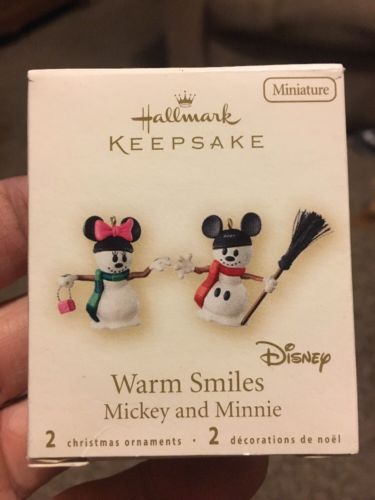 Miniature
Hallmark
KEEPSAKE
Disney
Warm Smiles
Mickey and Minnie
2 christmas ornaments · 2 décorations de noël